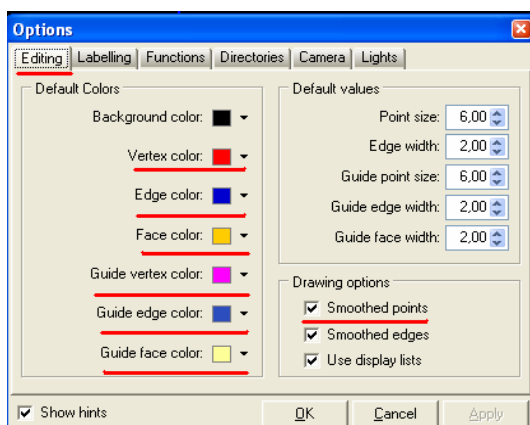 Options
Editing Labelling Functions Directories Camera Lights
Default Colors
Background color:
Vertex color:
Edge color:
Face color:
Guide vertex color:
Guide edge color:
Guide face color:
Default values
Point size: 6,00
Edge width: 2,00
Guide point size: 6,00
Guide edge width: 2,00
Guide face width: 2,00
Drawing options
Smoothed points
Smoothed edges
Use display lists
Show hints
OK Cancel Apply